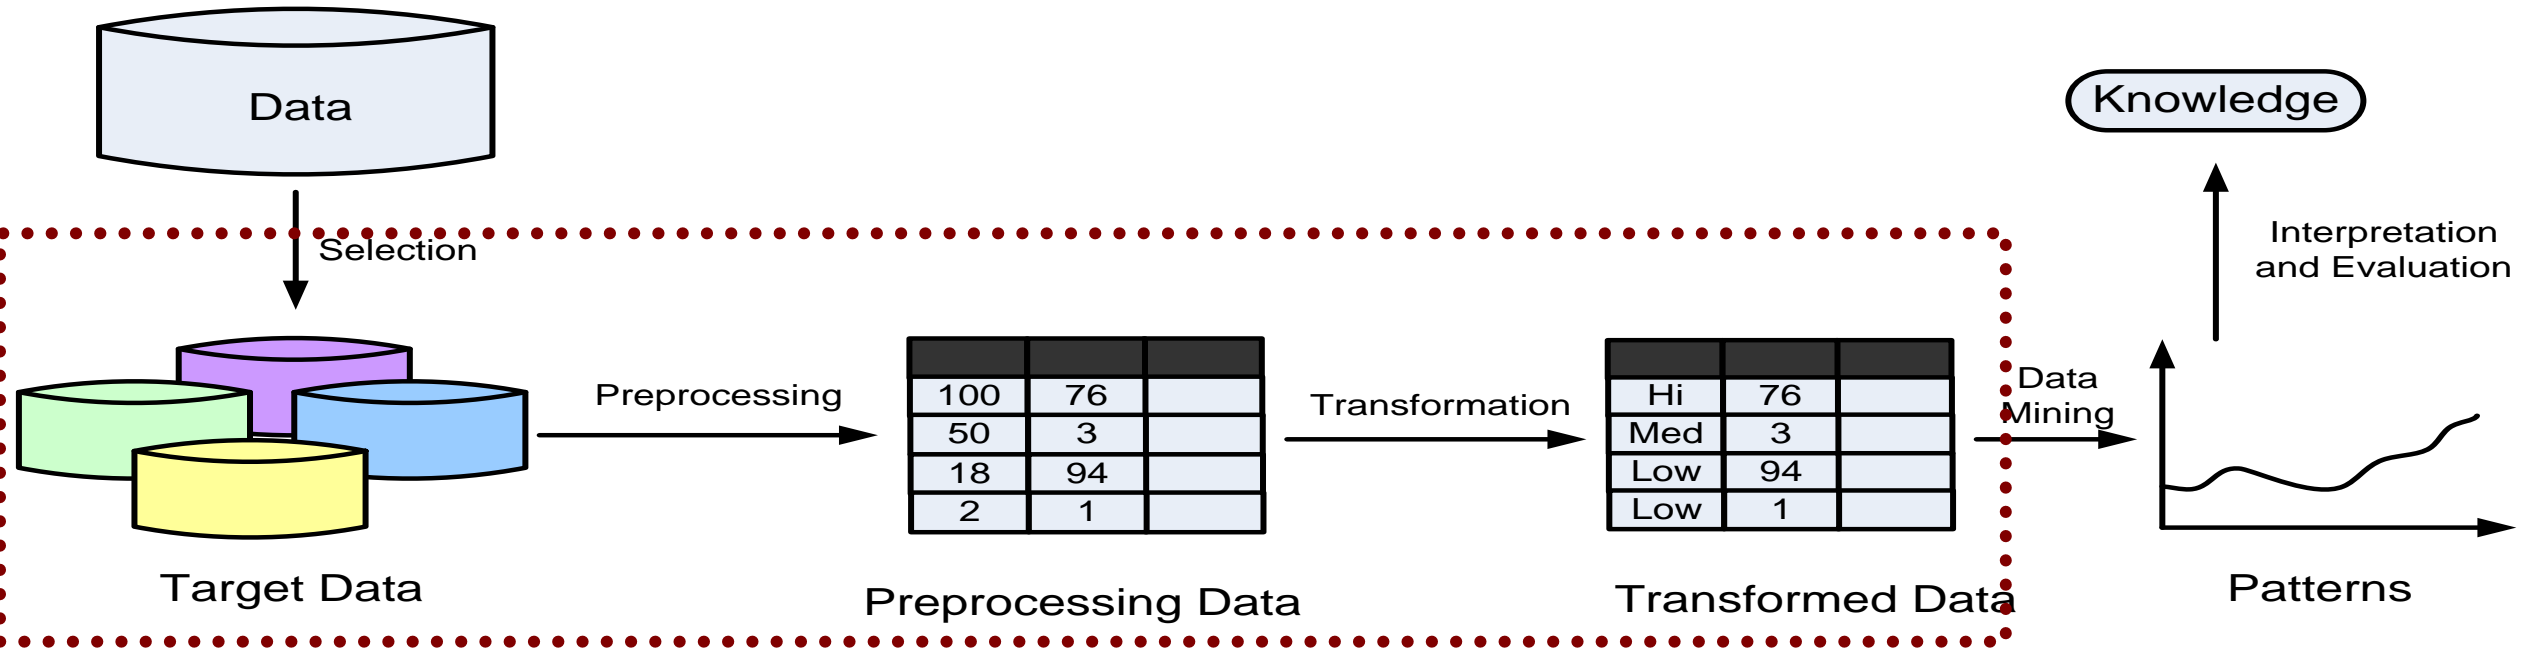 Data
Knowledge
Selection
Interpretation
and Evaluation
Preprocessing
Transformation
Data
Mining
100 76
50 3
18 94
2 1
Hi 76
Med 3
Low 94
Low 1
Target Data
Preprocessing Data
Transformed Data
Patterns